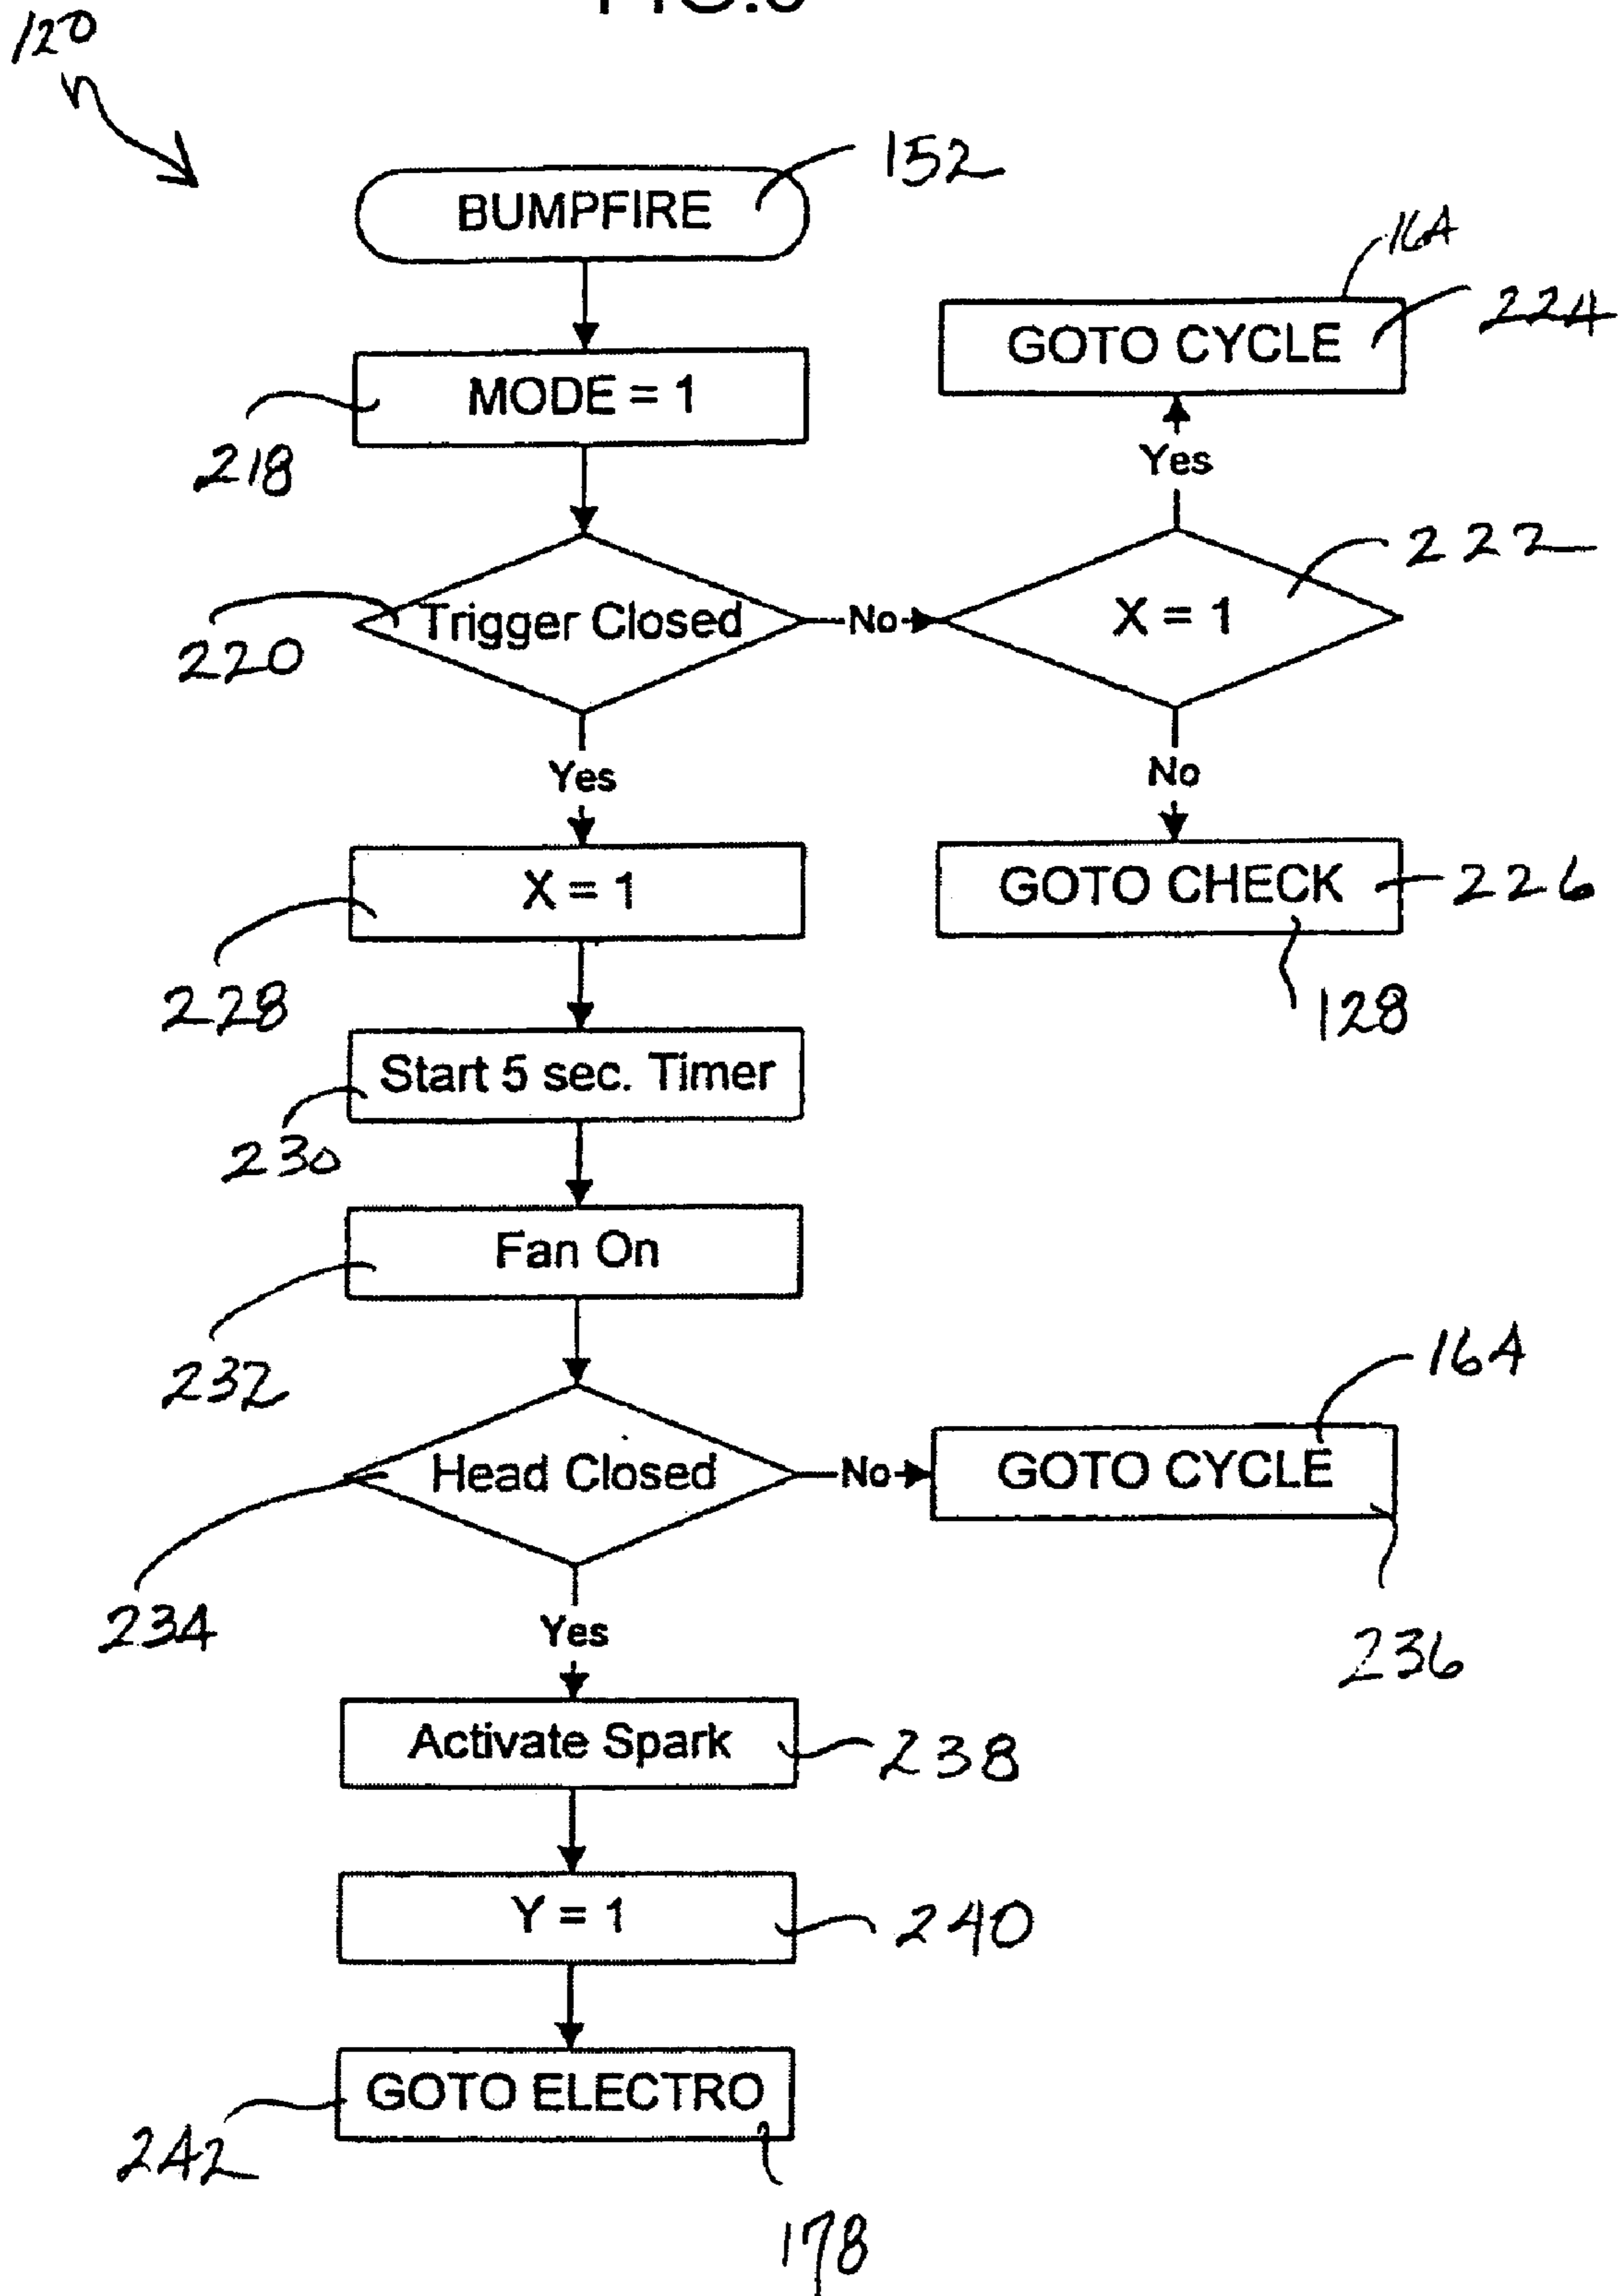 120
BUMPFIRE
152
MODE = 1
218
164
GOTO CYCLE
224
Yes
Trigger Closed
220
No
X = 1
222
Yes
No
X = 1
228
GOTO CHECK
226
128
Start 5 sec. Timer
230
Fan On
232
Head Closed
234
No
164
GOTO CYCLE
236
Yes
Activate Spark
238
Y = 1
240
GOTO ELECTRO
242
178